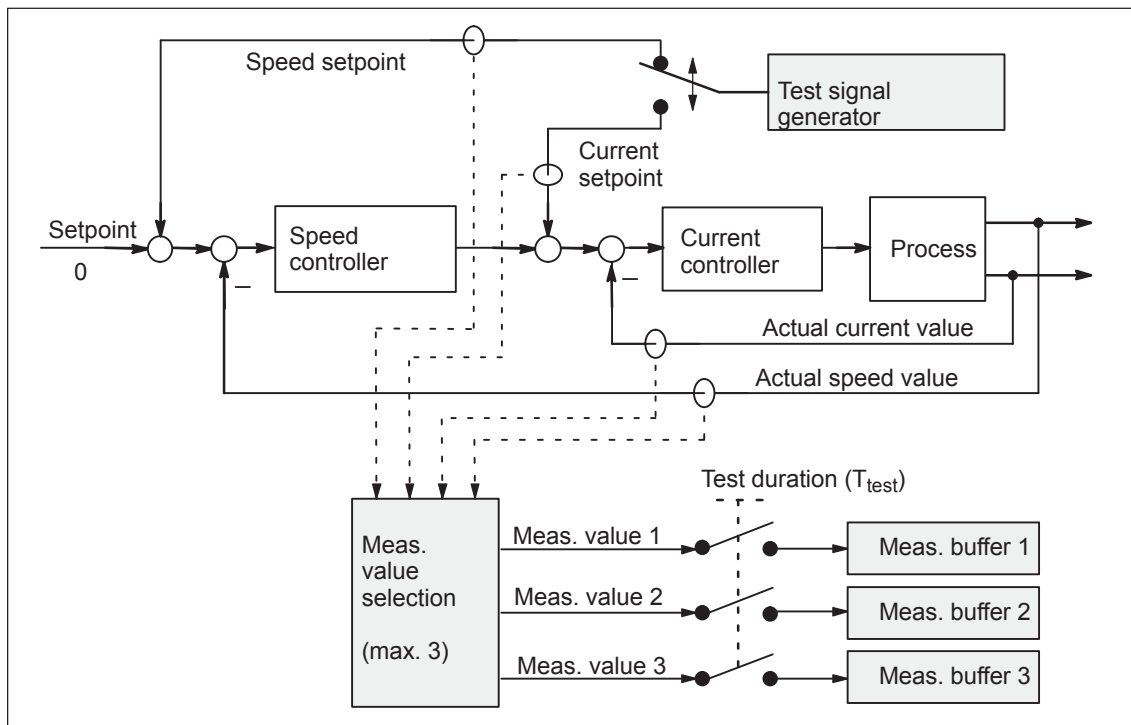 Speed setpoint
Test signal
generator
Current
setpoint
Setpoint
0
Speed
controller
Current
controller
Process
–
–
Actual current value
Actual speed value
Test duration (Ttest)
Meas.
value
selection
(max. 3)
Meas. value 1
Meas. buffer 1
Meas. value 2
Meas. buffer 2
Meas. value 3
Meas. buffer 3